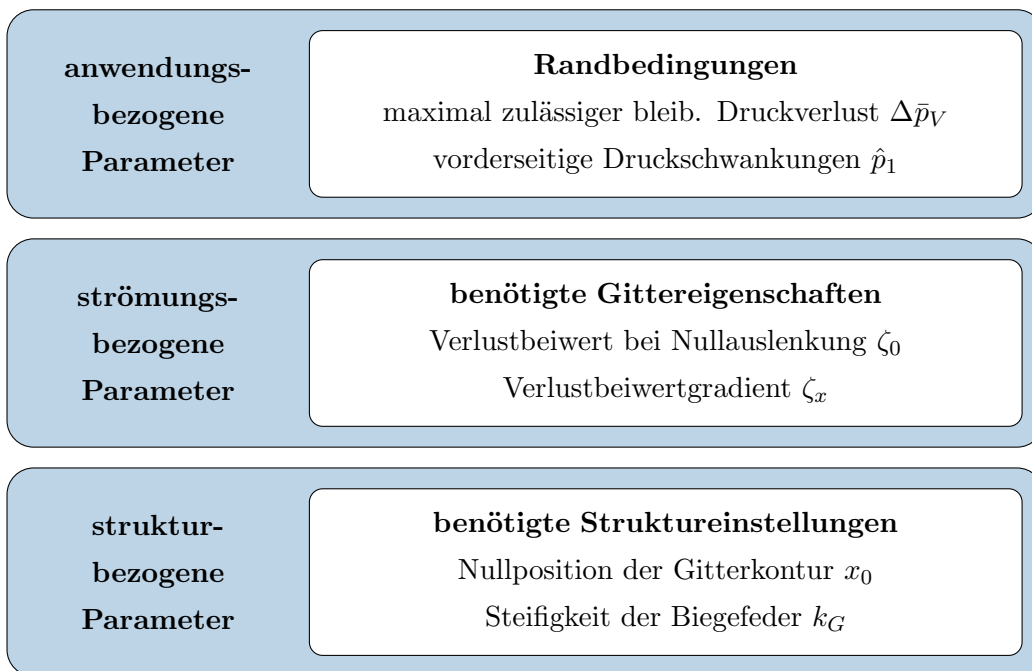 anwendungs-
bezogene
Parameter
Randbedingungen
maximal zulässiger bleib. Druckverlust Δp̄_V
vorderseitige Druckschwankungen p̂_1
strömungs-
bezogene
Parameter
benötigte Gittereigenschaften
Verlustbeiwert bei Nullauslenkung ζ_0
Verlustbeiwertgradient ζ_x
struktur-
bezogene
Parameter
benötigte Struktureinstellungen
Nullposition der Gitterkontur x_0
Steifigkeit der Biegefeder k_G